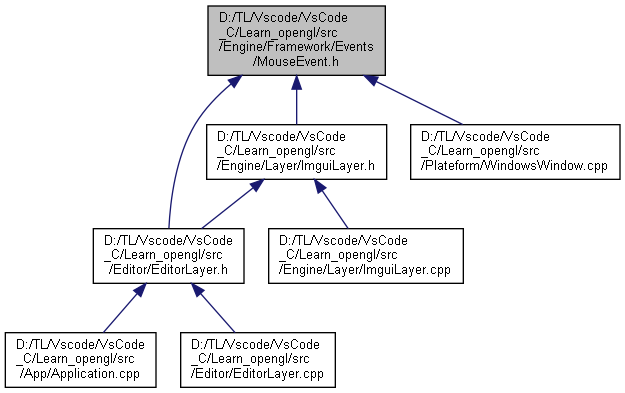 D:/TL/Vscode/VsCode
_C/Learn_opengl/src
/Engine/Framework/Events
/MouseEvent.h
D:/TL/Vscode/VsCode
_C/Learn_opengl/src
/Engine/Layer/ImguiLayer.h
D:/TL/Vscode/VsCode
_C/Learn_opengl/src
/Plateform/WindowsWindow.cpp
D:/TL/Vscode/VsCode
_C/Learn_opengl/src
/Editor/EditorLayer.h
D:/TL/Vscode/VsCode
_C/Learn_opengl/src
/Engine/Layer/ImguiLayer.cpp
D:/TL/Vscode/VsCode
_C/Learn_opengl/src
/App/Application.cpp
D:/TL/Vscode/VsCode
_C/Learn_opengl/src
/Editor/EditorLayer.cpp